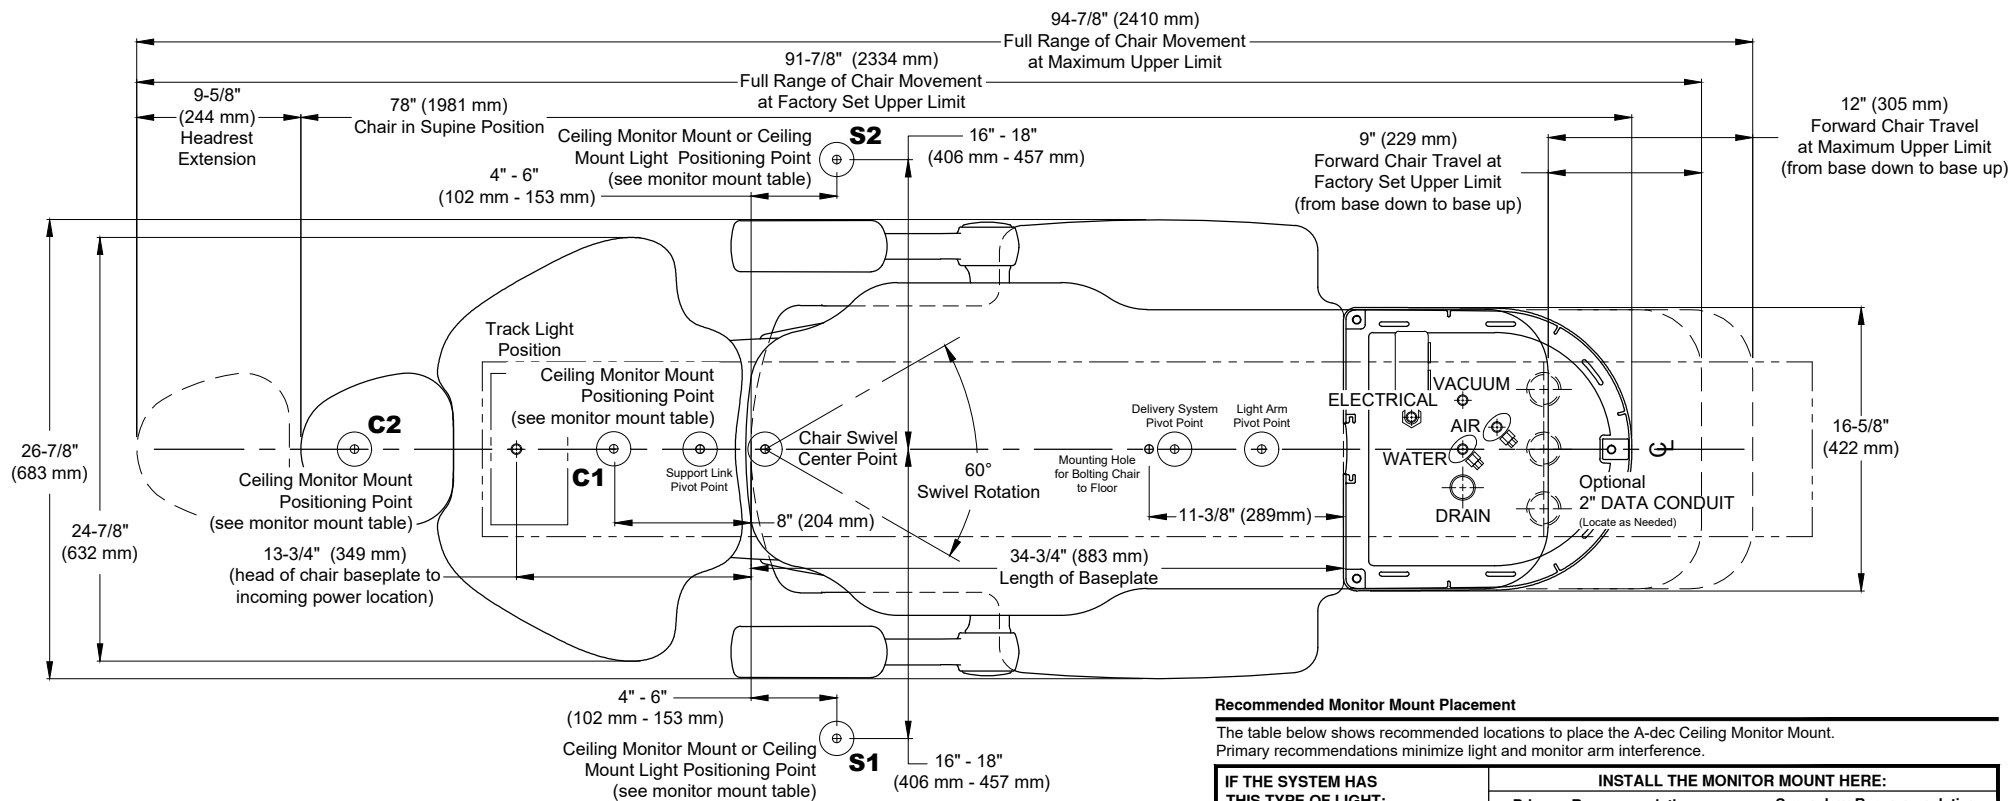 94-7/8" (2410 mm)
Full Range of Chair Movement
at Maximum Upper Limit
91-7/8" (2334 mm)
Full Range of Chair Movement
at Factory Set Upper Limit
9-5/8"
(244 mm)
Headrest
Extension
78" (1981 mm)
Chair in Supine Position
Ceiling Monitor Mount or Ceiling
Mount Light Positioning Point
(see monitor mount table)
S2
16" - 18"
(406 mm - 457 mm)
4" - 6"
(102 mm - 153 mm)
9" (229 mm)
Forward Chair Travel at
Factory Set Upper Limit
(from base down to base up)
12" (305 mm)
Forward Chair Travel
at Maximum Upper Limit
(from base down to base up)
Track Light
Position
Ceiling Monitor Mount
Positioning Point
(see monitor mount table)
C2
Ceiling Monitor Mount
Positioning Point
(see monitor mount table)
C1
Support Link
Pivot Point
Chair Swivel
Center Point
60°
Swivel Rotation
Delivery System
Pivot Point
Light Arm
Pivot Point
Mounting Hole
for Bolting Chair
to Floor
VACUUM
ELECTRICAL
AIR
WATER
DRAIN
CL
Optional
2" DATA CONDUIT
(Locate as Needed)
16-5/8"
(422 mm)
26-7/8"
(683 mm)
24-7/8"
(632 mm)
8" (204 mm)
11-3/8" (289mm)
13-3/4" (349 mm)
(head of chair baseplate to
incoming power location)
34-3/4" (883 mm)
Length of Baseplate
4" - 6"
(102 mm - 153 mm)
Ceiling Monitor Mount or Ceiling
Mount Light Positioning Point
(see monitor mount table)
S1
16" - 18"
(406 mm - 457 mm)
Recommended Monitor Mount Placement
The table below shows recommended locations to place the A-dec Ceiling Monitor Mount.
Primary recommendations minimize light and monitor arm interference.
IF THE SYSTEM HAS
THIS TYPE OF LIGHT:
INSTALL THE MONITOR MOUNT HERE: